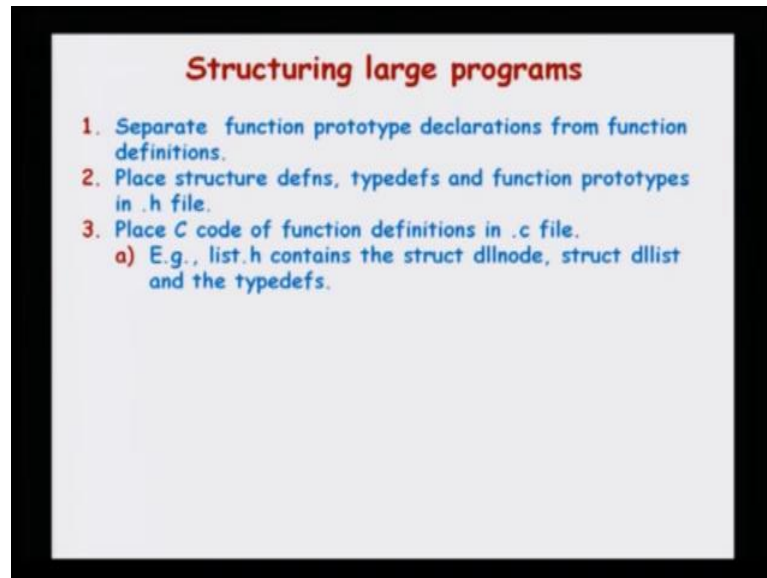 Structuring large programs
1. Separate function prototype declarations from function
definitions.
2. Place structure defns, typedefs and function prototypes
in .h file.
3. Place C code of function definitions in .c file.
a) E.g., list.h contains the struct dllnode, struct dllist
and the typedefs.